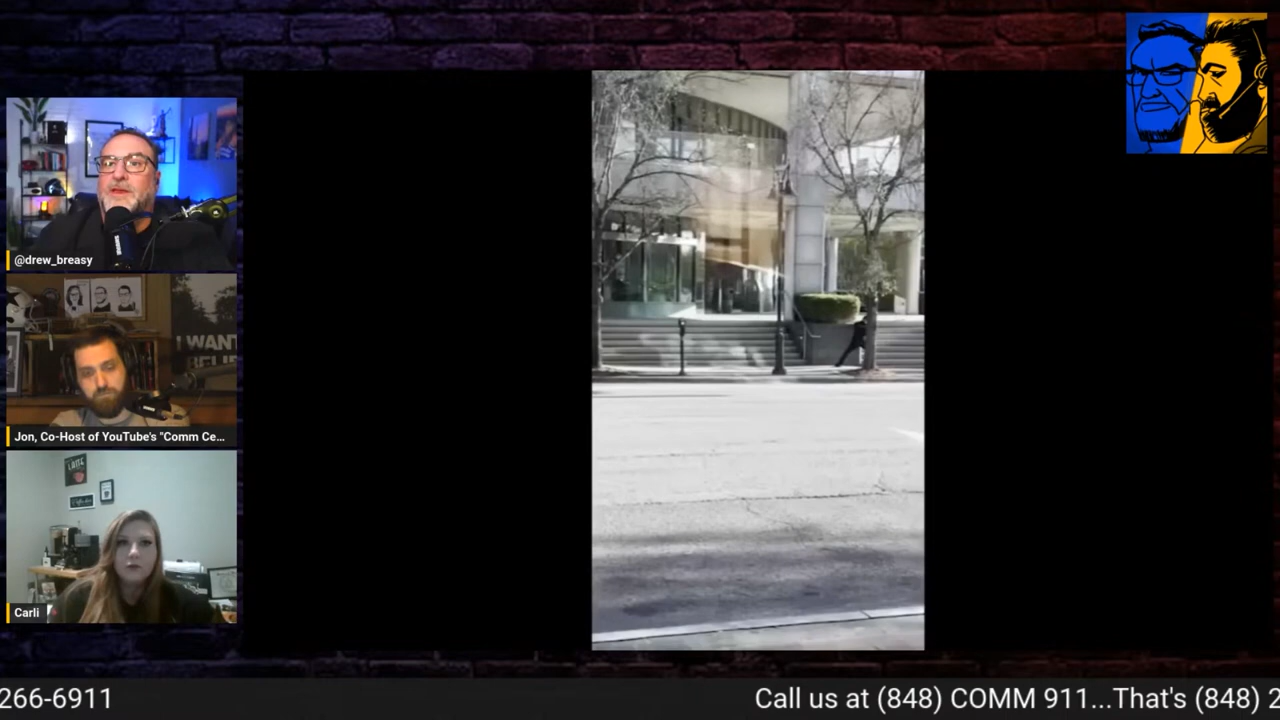 @drew_breasy
I WANT
Jon, Co-Host of YouTube's "Comm Ce...
Carli
266-6911
Call us at (848) COMM 911...That's (848) 2